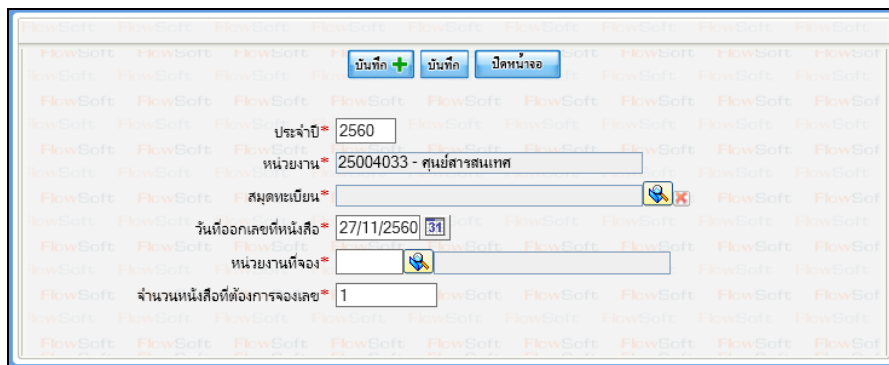 บันทึก บันทึก ปิดหน้าจอ
ประจำปี* 2560
หน่วยงาน* 25004033 - ศูนย์สารสนเทศ
สมุดทะเบียน*
วันที่ออกเลขที่หนังสือ* 27/11/2560 31
หน่วยงานที่จอง*
จำนวนหนังสือที่ต้องการจองเลข* 1